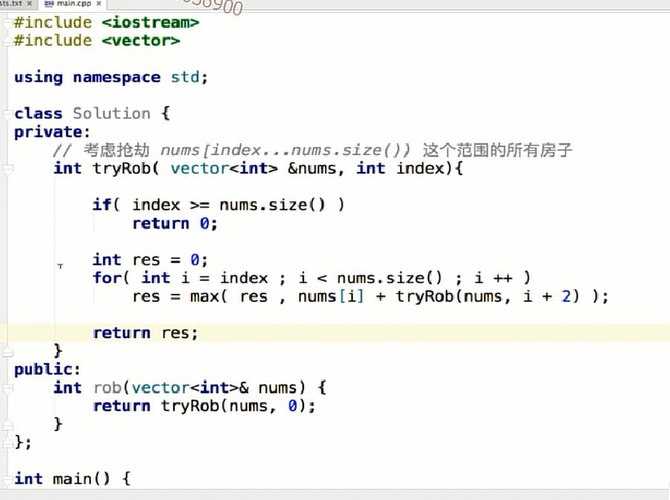 main.cpp
#include <iostream>
#include <vector>
using namespace std;
class Solution {
private:
// 考虑抢劫 nums[index...nums.size()) 这个范围的所有房子
int tryRob( vector<int> &nums, int index){
if( index >= nums.size() )
return 0;
int res = 0;
for( int i = index ; i < nums.size() ; i ++ )
res = max( res , nums[i] + tryRob(nums, i + 2) );
return res;
}
public:
int rob(vector<int>& nums) {
return tryRob(nums, 0);
}
};
int main() {